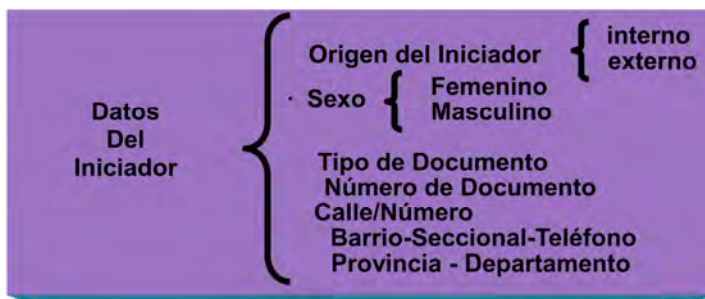 Datos
Del
Iniciador
Origen del Iniciador
interno
externo
· Sexo
Femenino
Masculino
Tipo de Documento
Número de Documento
Calle/Número
Barrio-Seccional-Teléfono
Provincia - Departamento